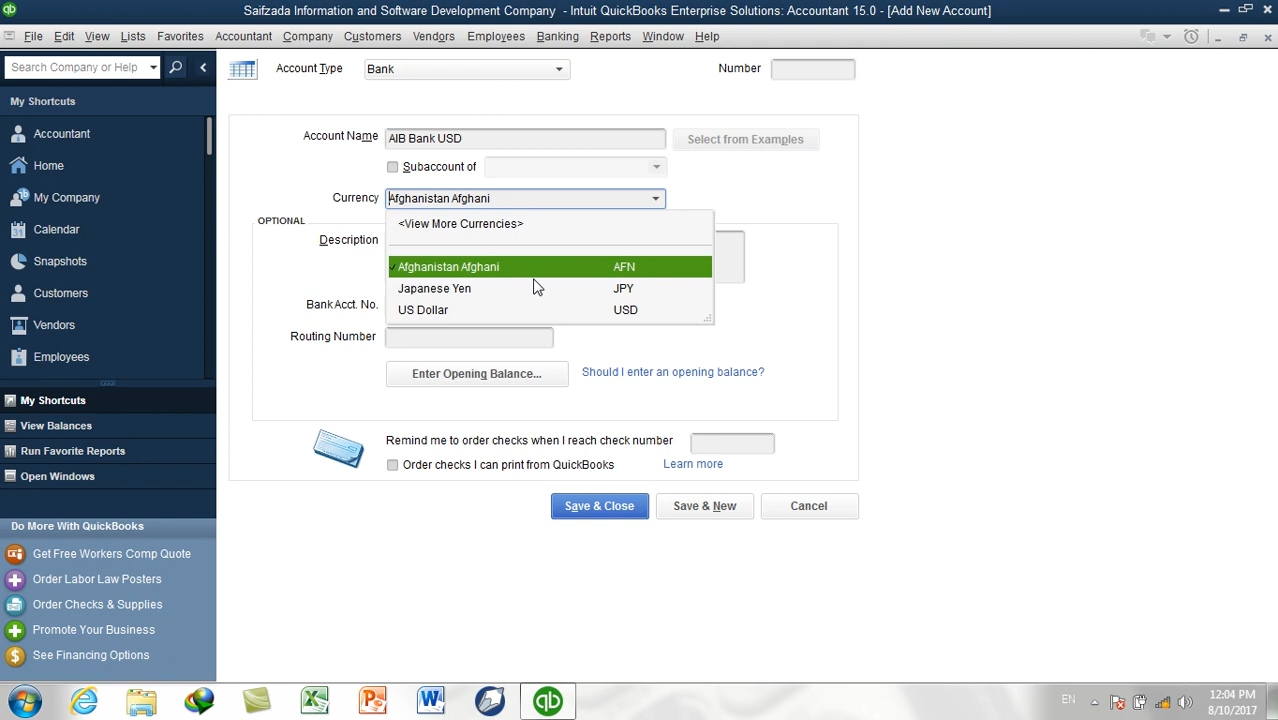 Saifzada Information and Software Development Company - Intuit QuickBooks Enterprise Solutions: Accountant 15.0 - [Add New Account]
File Edit View Lists Favorites Accountant Company Customers Vendors Employees Banking Reports Window Help
Search Company or Help
My Shortcuts
Accountant
Home
My Company
Calendar
Snapshots
Customers
Vendors
Employees
My Shortcuts
View Balances
Run Favorite Reports
Open Windows
Do More With QuickBooks
Get Free Workers Comp Quote
Order Labor Law Posters
Order Checks & Supplies
Promote Your Business
See Financing Options
Account Type Bank Number
Account Name AIB Bank USD Select from Examples
Subaccount of
Currency Afghanistan Afghani
<View More Currencies>
Afghanistan Afghani AFN
Japanese Yen JPY
US Dollar USD
OPTIONAL
Description
Bank Acct. No.
Routing Number
Enter Opening Balance... Should I enter an opening balance?
Remind me to order checks when I reach check number
Order checks I can print from QuickBooks Learn more
Save & Close Save & New Cancel
EN 12:04 PM
8/10/2017